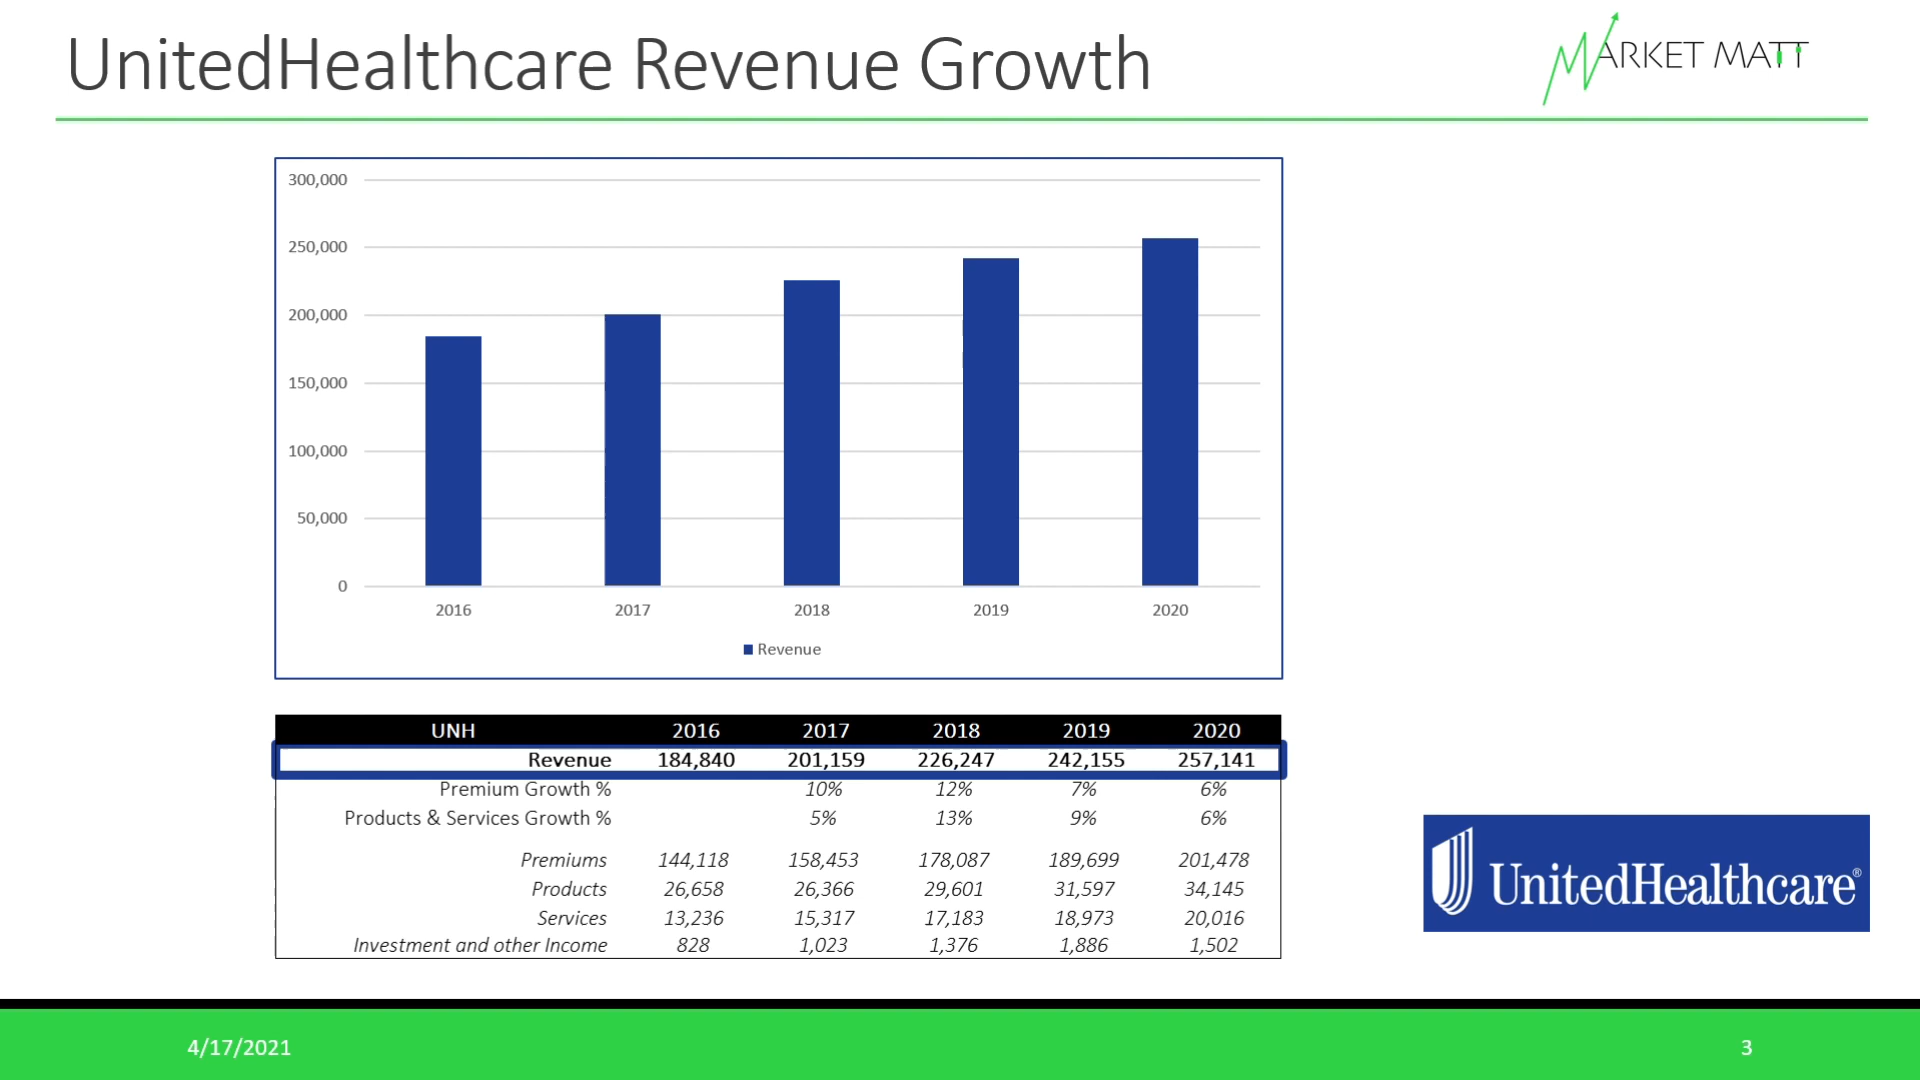 UnitedHealthcare Revenue Growth
MARKET MATT
300,000
250,000
200,000
150,000
100,000
50,000
0
2016 2017 2018 2019 2020
Revenue
UNH 2016 2017 2018 2019 2020
Revenue 184,840 201,159 226,247 242,155 257,141
Premium Growth % 10% 12% 7% 6%
Products & Services Growth % 5% 13% 9% 6%
Premiums 144,118 158,453 178,087 189,699 201,478
Products 26,658 26,366 29,601 31,597 34,145
Services 13,236 15,317 17,183 18,973 20,016
Investment and other Income 828 1,023 1,376 1,886 1,502
UnitedHealthcare®
4/17/2021
3